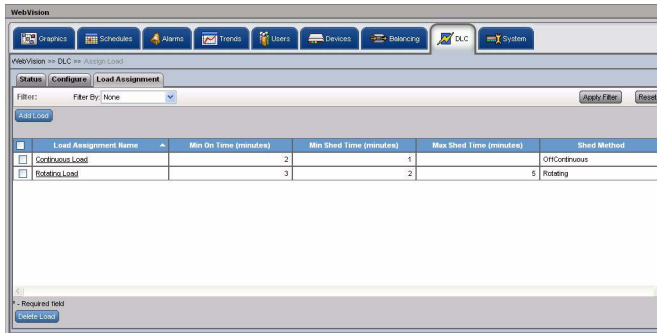 WebVision
Graphics Schedules Alarms Trends Users Devices Balancing DLC System
WebVision >> DLC >> Assign Load
Status Configure Load Assignment
Filter: Filter By: None Apply Filter Reset
Add Load
Load Assignment Name Min On Time (minutes) Min Shed Time (minutes) Max Shed Time (minutes) Shed Method
Continuous Load 2 1 OffContinuous
Rotating Load 3 2 5 Rotating
* - Required field
Delete Load